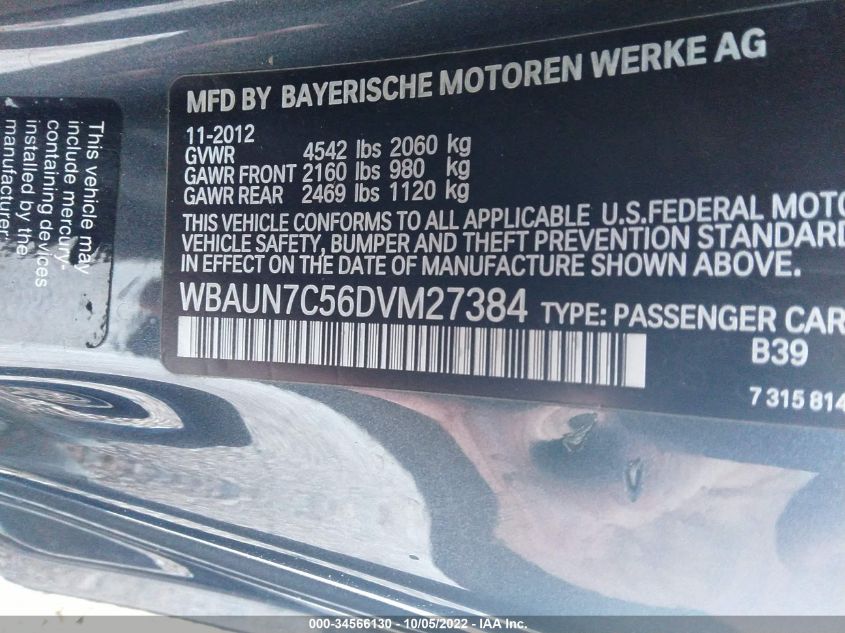 MFD BY BAYERISCHE MOTOREN WERKE AG
11-2012
GVWR 4542 lbs 2060 kg
GAWR FRONT 2160 lbs 980 kg
GAWR REAR 2469 lbs 1120 kg
THIS VEHICLE CONFORMS TO ALL APPLICABLE U.S.FEDERAL MOTO
VEHICLE SAFETY, BUMPER AND THEFT PREVENTION STANDARD
IN EFFECT ON THE DATE OF MANUFACTURE SHOWN ABOVE.
WBAUN7C56DVM27384 TYPE: PASSENGER CAR
B39
7 315 814
This vehicle may
include mercury-
containing devices
installed by the
manufacturer
000-34566130 - 10/05/2022 - IAA Inc.